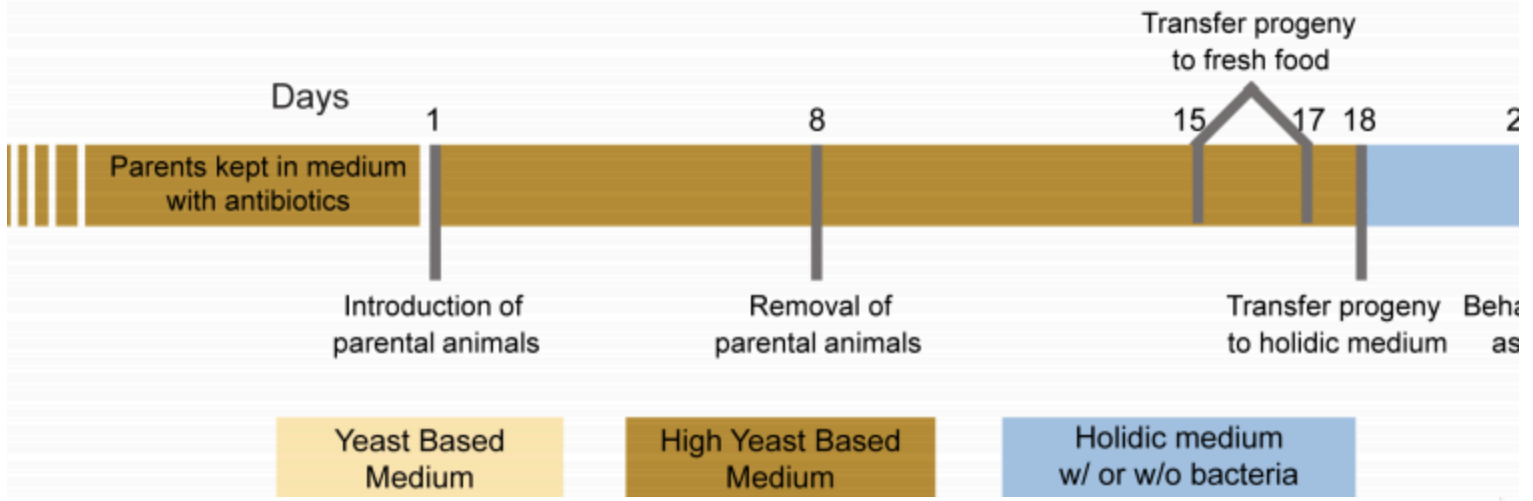 Transfer progeny
to fresh food
Days
1
8
15
17
18
Parents kept in medium
with antibiotics
Introduction of
parental animals
Removal of
parental animals
Transfer progeny
to holidic medium
Yeast Based
Medium
High Yeast Based
Medium
Holidic medium
w/ or w/o bacteria